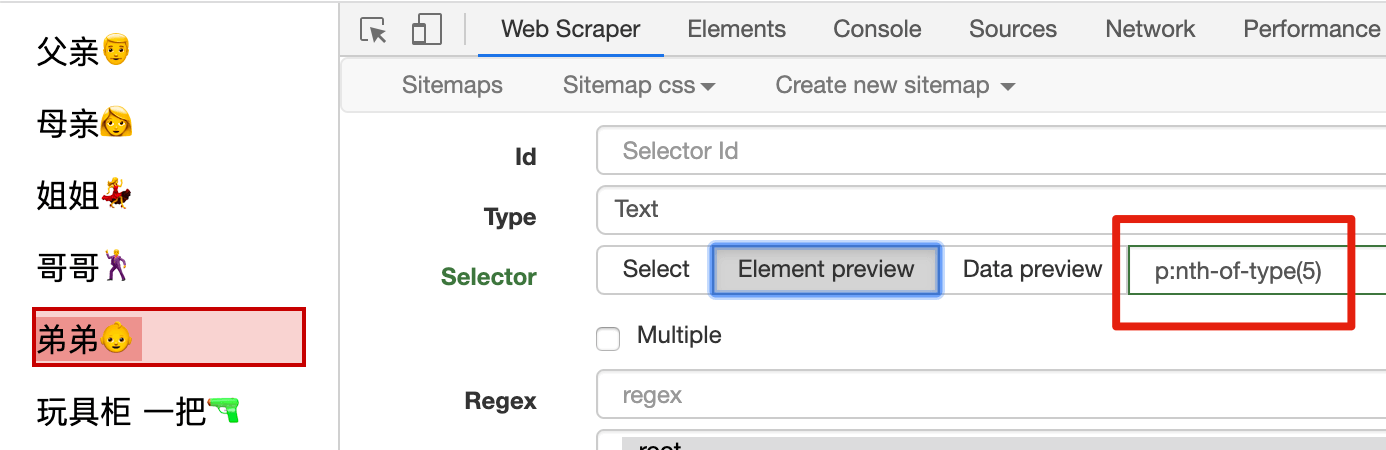 父亲👨
母亲👩
姐姐💃
哥哥🕺
弟弟👶
玩具柜 一把🔫
Web Scraper Elements Console Sources Network Performance
Sitemaps Sitemap css Create new sitemap
Id Selector Id
Type Text
Selector Select Element preview Data preview p:nth-of-type(5)
Multiple
Regex regex
root